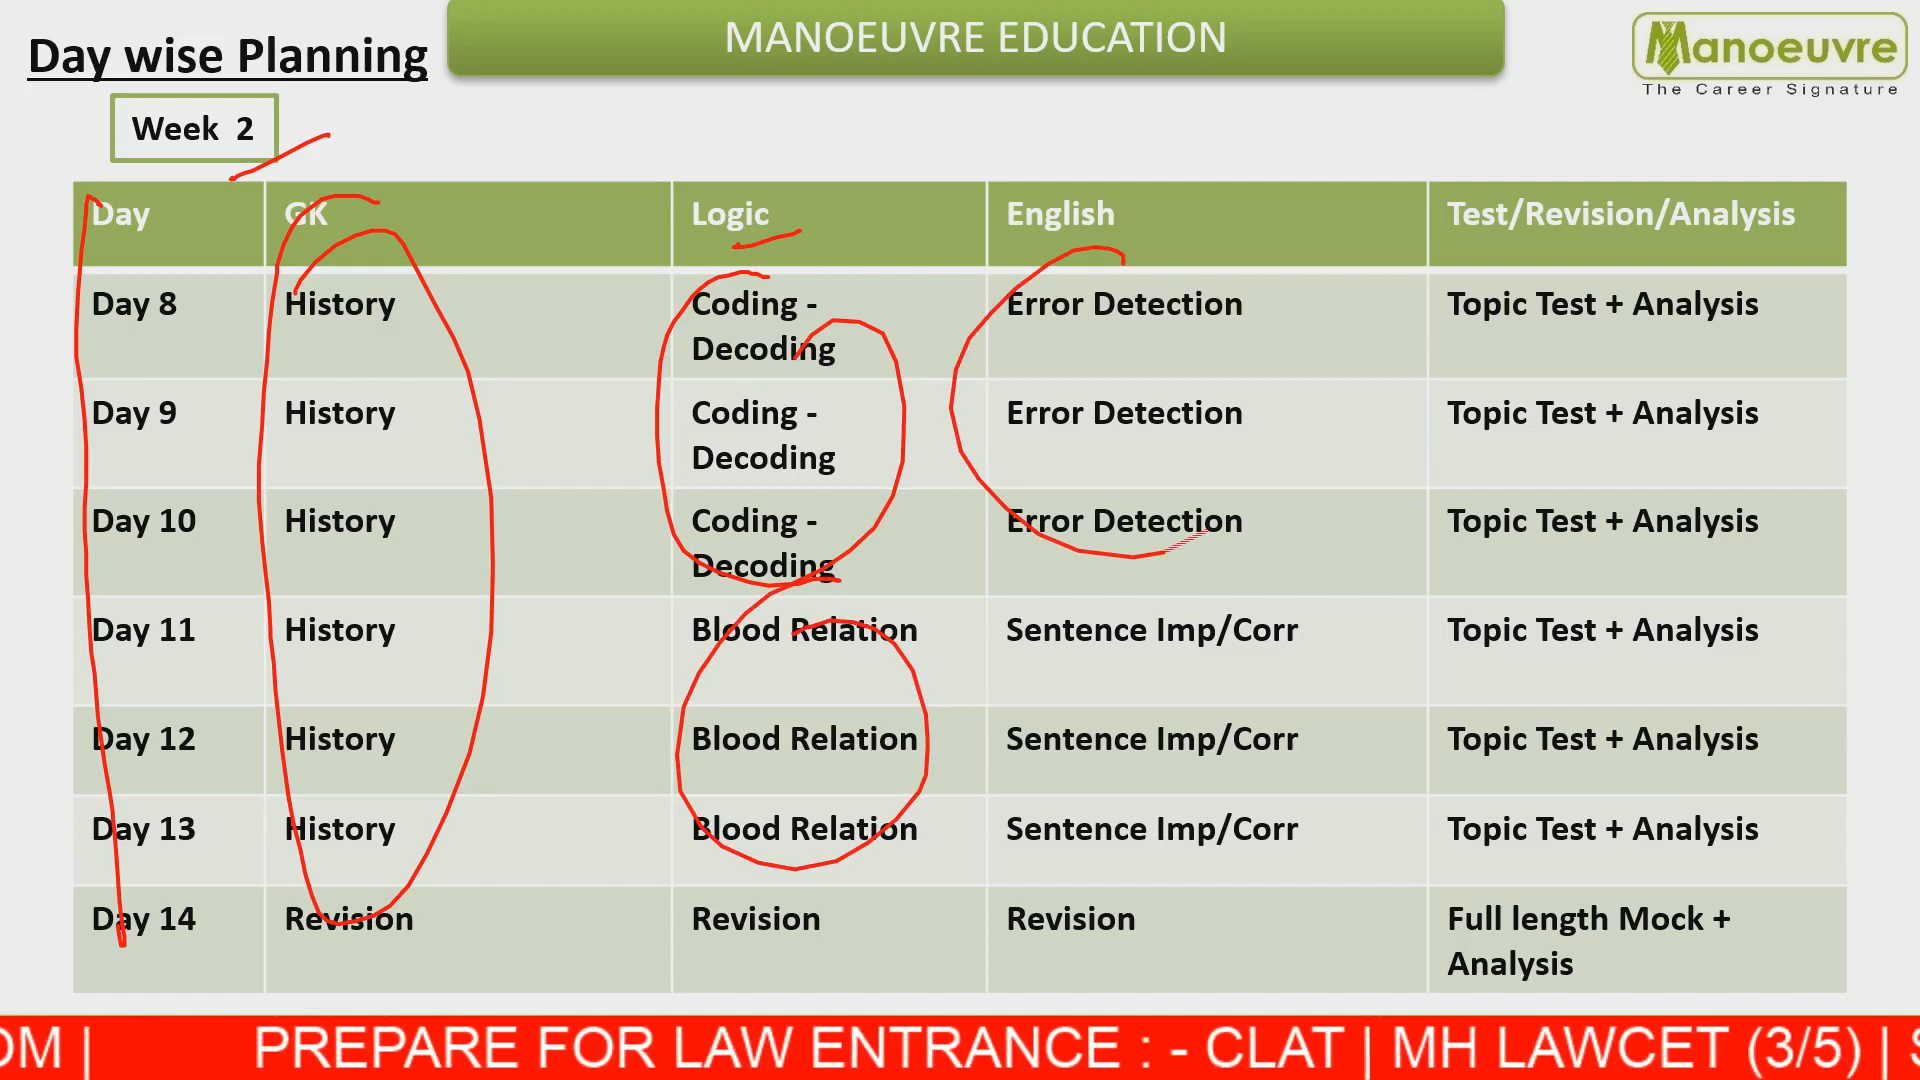 Day wise Planning
MANOEUVRE EDUCATION
Manoeuvre
The Career Signature
Week 2
Day GK Logic English Test/Revision/Analysis
Day 8 History Coding - Error Detection Topic Test + Analysis
Decoding
Day 9 History Coding - Error Detection Topic Test + Analysis
Decoding
Day 10 History Coding - Error Detection Topic Test + Analysis
Decoding
Day 11 History Blood Relation Sentence Imp/Corr Topic Test + Analysis
Day 12 History Blood Relation Sentence Imp/Corr Topic Test + Analysis
Day 13 History Blood Relation Sentence Imp/Corr Topic Test + Analysis
Day 14 Revision Revision Revision Full length Mock +
Analysis
OM | PREPARE FOR LAW ENTRANCE : - CLAT | MH LAWCET (3/5) |